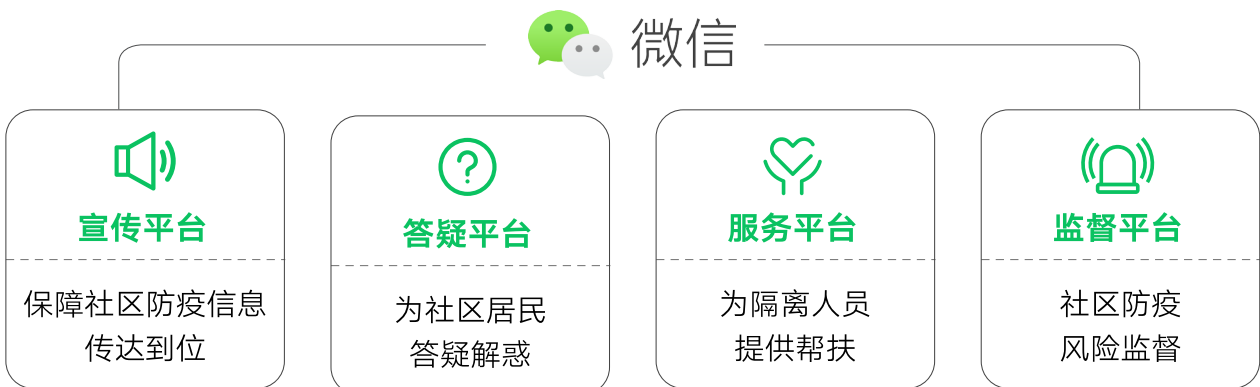 微信
宣传平台
保障社区防疫信息
传达到位
答疑平台
为社区居民
答疑解惑
服务平台
为隔离人员
提供帮扶
监督平台
社区防疫
风险监督